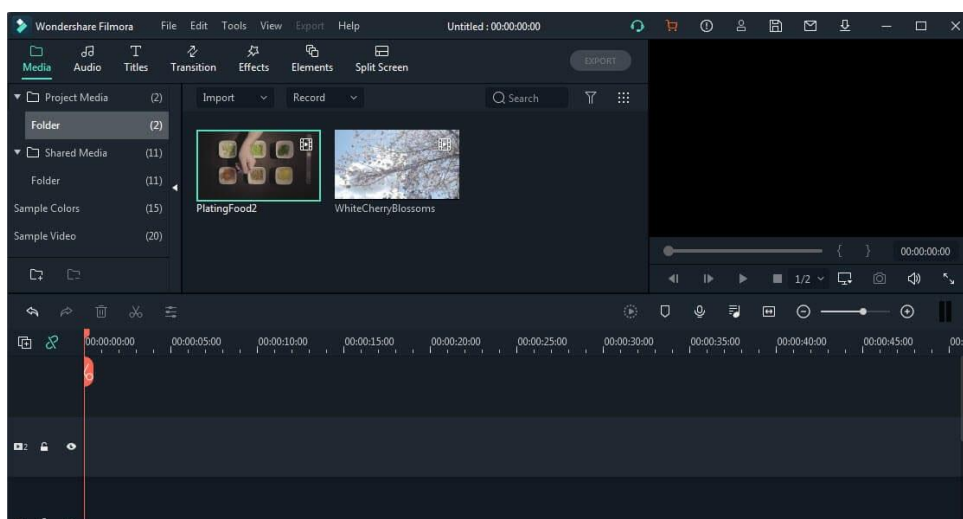 Wondershare Filmora File Edit Tools View Export Help Untitled : 00:00:00:00
Media Audio Titles Transition Effects Elements Split Screen EXPORT
Project Media (2) Import Record Search
Folder (2)
Shared Media (11)
Folder (11)
Sample Colors (15) PlatingFood2 WhiteCherryBlossoms
Sample Video (20)
{ } 00:00:00:00
1/2
00:00:00:00 00:00:05:00 00:00:10:00 00:00:15:00 00:00:20:00 00:00:25:00 00:00:30:00 00:00:35:00 00:00:40:00 00:00:45:00 00:
2